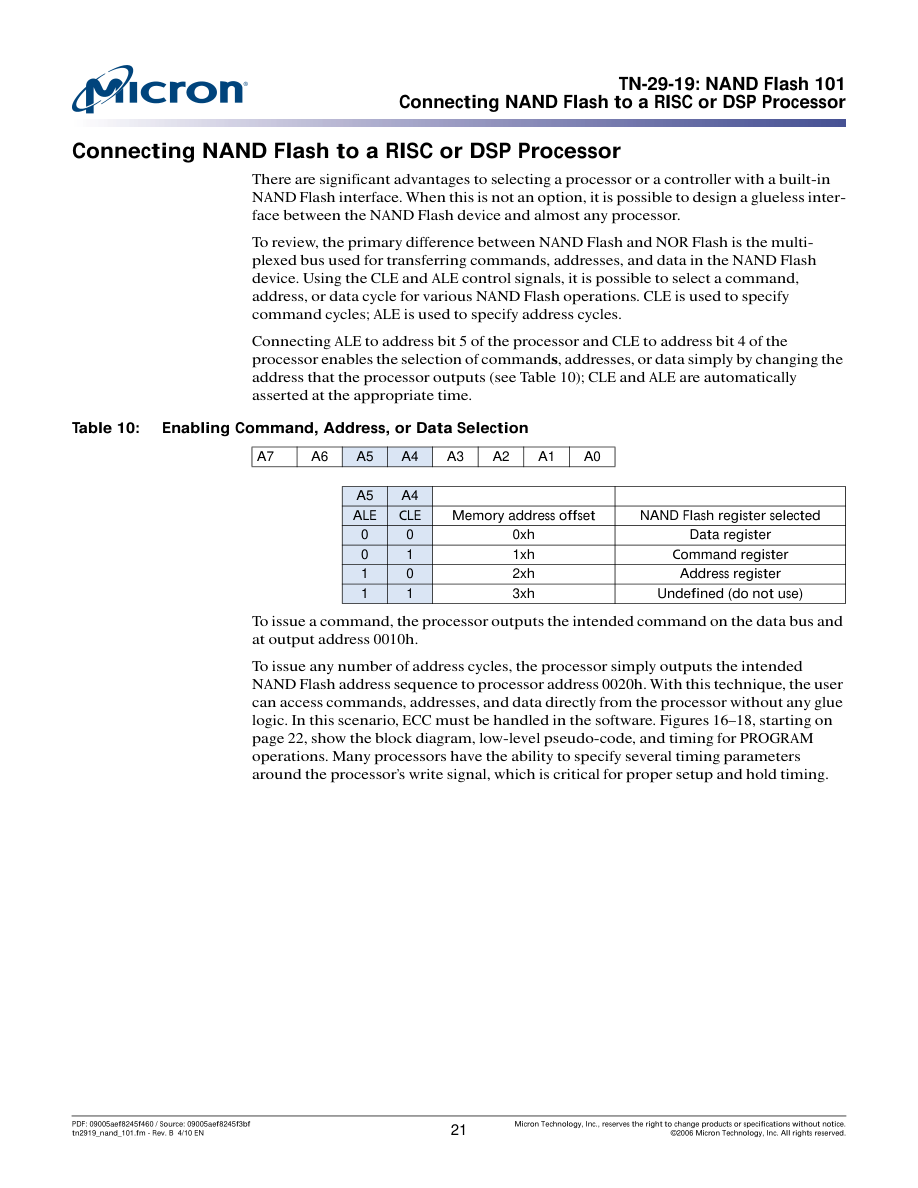 Micron®
TN-29-19: NAND Flash 101
Connecting NAND Flash to a RISC or DSP Processor
Connecting NAND Flash to a RISC or DSP Processor
There are significant advantages to selecting a processor or a controller with a built-in
NAND Flash interface. When this is not an option, it is possible to design a glueless inter-
face between the NAND Flash device and almost any processor.
To review, the primary difference between NAND Flash and NOR Flash is the multi-
plexed bus used for transferring commands, addresses, and data in the NAND Flash
device. Using the CLE and ALE control signals, it is possible to select a command,
address, or data cycle for various NAND Flash operations. CLE is used to specify
command cycles; ALE is used to specify address cycles.
Connecting ALE to address bit 5 of the processor and CLE to address bit 4 of the
processor enables the selection of commands, addresses, or data simply by changing the
address that the processor outputs (see Table 10); CLE and ALE are automatically
asserted at the appropriate time.
Table 10: Enabling Command, Address, or Data Selection
A7 A6 A5 A4 A3 A2 A1 A0
A5 A4
ALE CLE Memory address offset NAND Flash register selected
0 0 0xh Data register
0 1 1xh Command register
1 0 2xh Address register
1 1 3xh Undefined (do not use)
To issue a command, the processor outputs the intended command on the data bus and
at output address 0010h.
To issue any number of address cycles, the processor simply outputs the intended
NAND Flash address sequence to processor address 0020h. With this technique, the user
can access commands, addresses, and data directly from the processor without any glue
logic. In this scenario, ECC must be handled in the software. Figures 16–18, starting on
page 22, show the block diagram, low-level pseudo-code, and timing for PROGRAM
operations. Many processors have the ability to specify several timing parameters
around the processor's write signal, which is critical for proper setup and hold timing.
PDF: 09005aef8245f460 / Source: 09005aef8245f3bf
tn2919_nand_101.fm - Rev. B 4/10 EN
21
Micron Technology, Inc., reserves the right to change products or specifications without notice.
©2006 Micron Technology, Inc. All rights reserved.